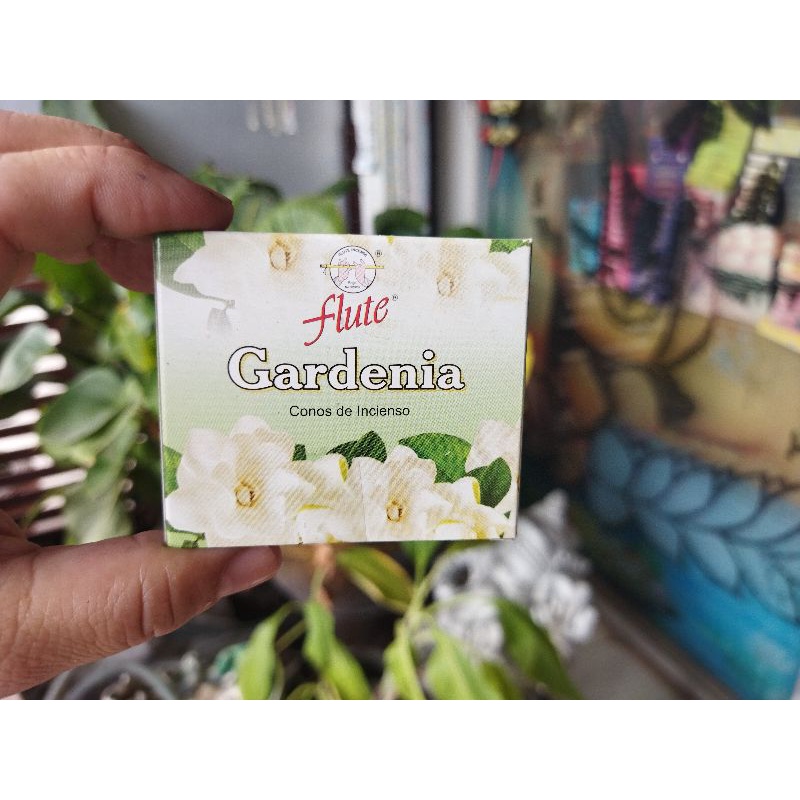 flute®
Gardenia
Conos de Incienso